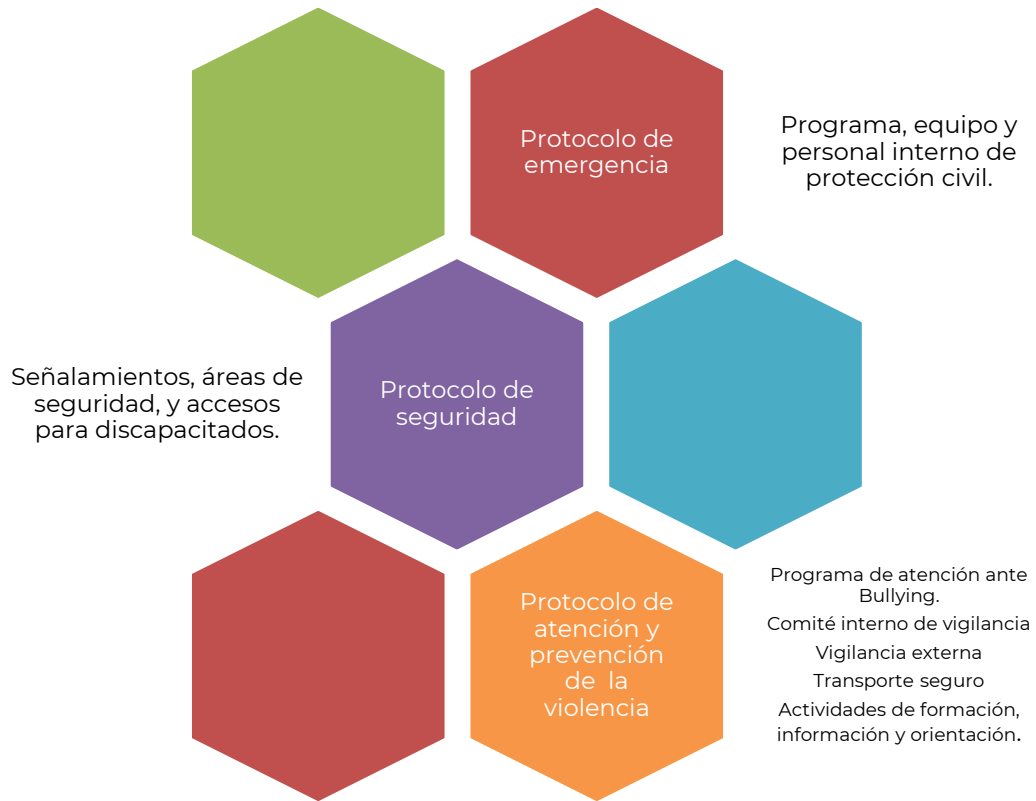 Protocolo de
emergencia
Programa, equipo y
personal interno de
protección civil.
Señalamientos, áreas de
seguridad, y accesos
para discapacitados.
Protocolo de
seguridad
Protocolo de
atención y
prevención
de la
violencia
Programa de atención ante
Bullying.
Comité interno de vigilancia
Vigilancia externa
Transporte seguro
Actividades de formación,
información y orientación.